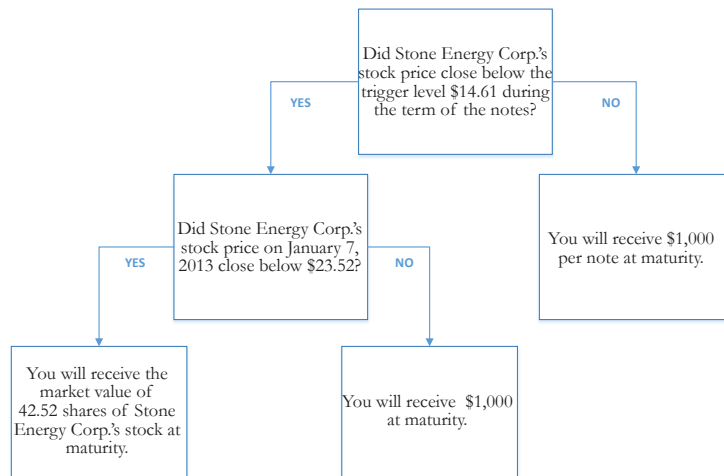 Did Stone Energy Corp.'s
stock price close below the
trigger level $14.61 during
the term of the notes?
YES
NO
Did Stone Energy Corp.'s
stock price on January 7,
2013 close below $23.52?
You will receive $1,000
per note at maturity.
YES
NO
You will receive the
market value of
42.52 shares of Stone
Energy Corp.'s stock at
maturity.
You will receive $1,000
at maturity.